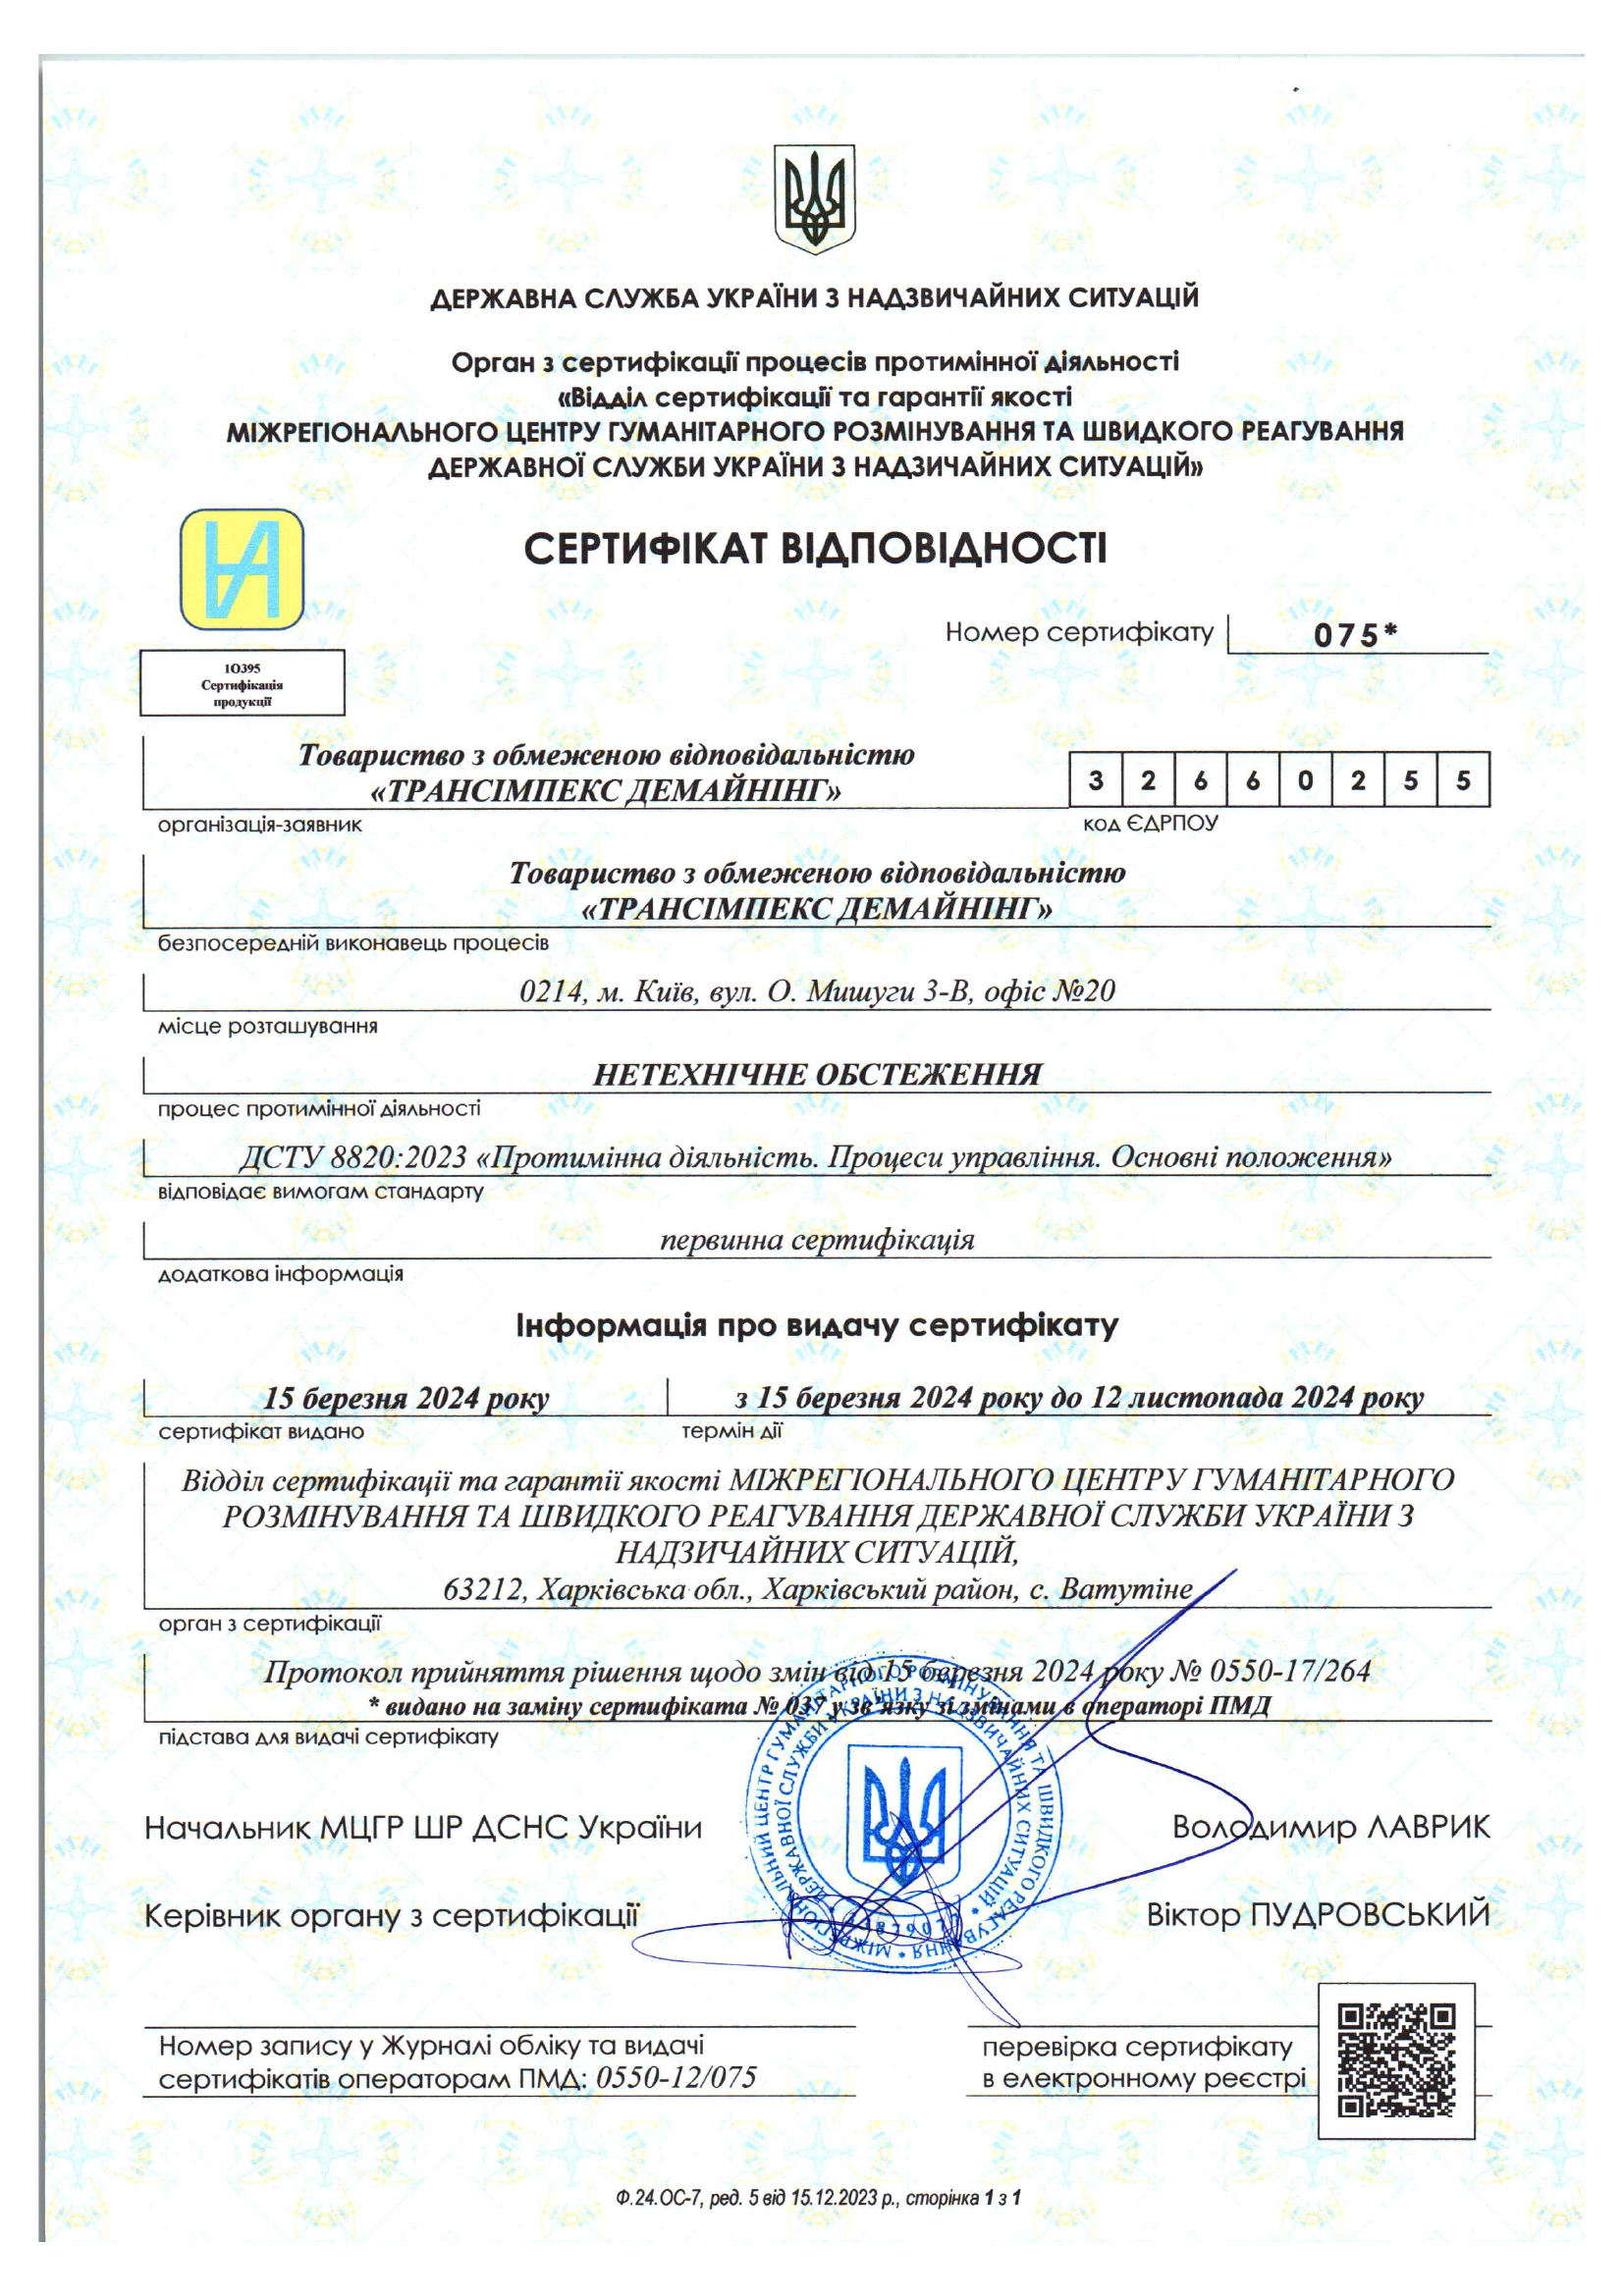 ДЕРЖАВНА СЛУЖБА УКРАЇНИ З НАДЗВИЧАЙНИХ СИТУАЦІЙ
Орган з сертифікації процесів протимінної діяльності
«Відділ сертифікації та гарантії якості
МІЖРЕГІОНАЛЬНОГО ЦЕНТРУ ГУМАНІТАРНОГО РОЗМІНУВАННЯ ТА ШВИДКОГО РЕАГУВАННЯ
ДЕРЖАВНОЇ СЛУЖБИ УКРАЇНИ З НАДЗИЧАЙНИХ СИТУАЦІЙ»
СЕРТИФІКАТ ВІДПОВІДНОСТІ
Номер сертифікату 075*
1О395
Сертифікація
продукції
Товариство з обмеженою відповідальністю
«ТРАНСІМПЕКС ДЕМАЙНІНГ»
3 2 6 6 0 2 5 5
організація-заявник
код ЄДРПОУ
Товариство з обмеженою відповідальністю
«ТРАНСІМПЕКС ДЕМАЙНІНГ»
безпосередній виконавець процесів
0214, м. Київ, вул. О. Мишуги 3-В, офіс №20
місце розташування
НЕТЕХНІЧНЕ ОБСТЕЖЕННЯ
процес протимінної діяльності
ДСТУ 8820:2023 «Протимінна діяльність. Процеси управління. Основні положення»
відповідає вимогам стандарту
первинна сертифікація
додаткова інформація
Інформація про видачу сертифікату
15 березня 2024 року
з 15 березня 2024 року до 12 листопада 2024 року
сертифікат видано
термін дії
Відділ сертифікації та гарантії якості МІЖРЕГІОНАЛЬНОГО ЦЕНТРУ ГУМАНІТАРНОГО
РОЗМІНУВАННЯ ТА ШВИДКОГО РЕАГУВАННЯ ДЕРЖАВНОЇ СЛУЖБИ УКРАЇНИ З
НАДЗИЧАЙНИХ СИТУАЦІЙ,
63212, Харківська обл., Харківський район, с. Ватутіне
орган з сертифікації
Протокол прийняття рішення щодо змін від 15 березня 2024 року № 0550-17/264
* видано на заміну сертифіката № 037 у зв'язку зі змінами в операторі ПМД
підстава для видачі сертифікату
Начальник МЦГР ШР ДСНС України
Володимир ЛАВРИК
Керівник органу з сертифікації
Віктор ПУДРОВСЬКИЙ
МІЖРЕГІОНАЛЬНИЙ ЦЕНТР ГУМАНІТАРНОГО РОЗМІНУВАННЯ ТА ШВИДКОГО РЕАГУВАННЯ *
ДЕРЖАВНОЇ СЛУЖБИ УКРАЇНИ З НАДЗВИЧАЙНИХ СИТУАЦІЙ *
Номер запису у Журналі обліку та видачі
сертифікатів операторам ПМД: 0550-12/075
перевірка сертифікату
в електронному реєстрі
Ф.24.ОС-7, ред. 5 від 15.12.2023 р., сторінка 1 з 1